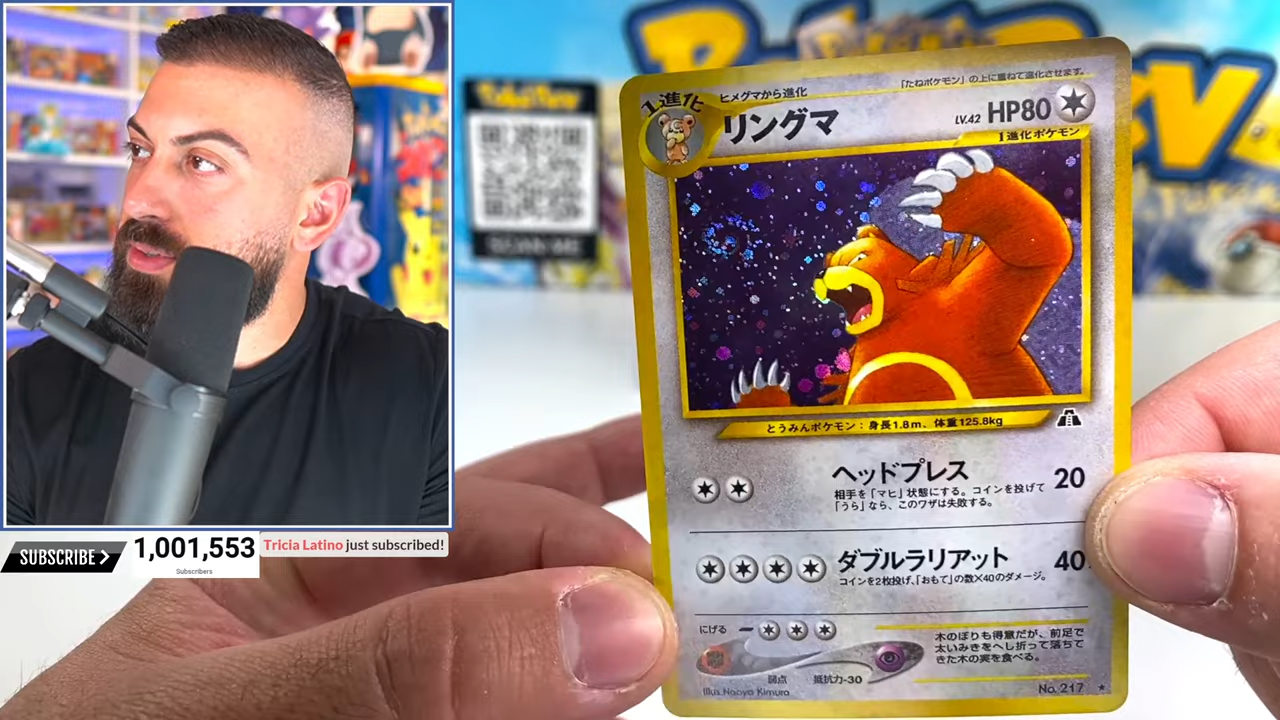 SCAN ME
1進化
ヒメグマから進化
「たねポケモン」の上に重ねて進化させます。
リングマ
LV.42 HP80
1進化ポケモン
とうみんポケモン：身長1.8m、体重125.8kg
ヘッドプレス 20
相手を「マヒ」状態にする。コインを投げて
「うら」なら、このワザは失敗する。
ダブルラリアット 40
コインを2枚投げ、「おもて」の数×40のダメージ。
にげる
弱点
抵抗力-30
木のぼりも得意だが、前足で
太いみきをへし折って落ちて
きた木の実を食べる。
Illus. Naoyo Kimura
No. 217
SUBSCRIBE
1,001,553
Subscribers
Tricia Latino just subscribed!